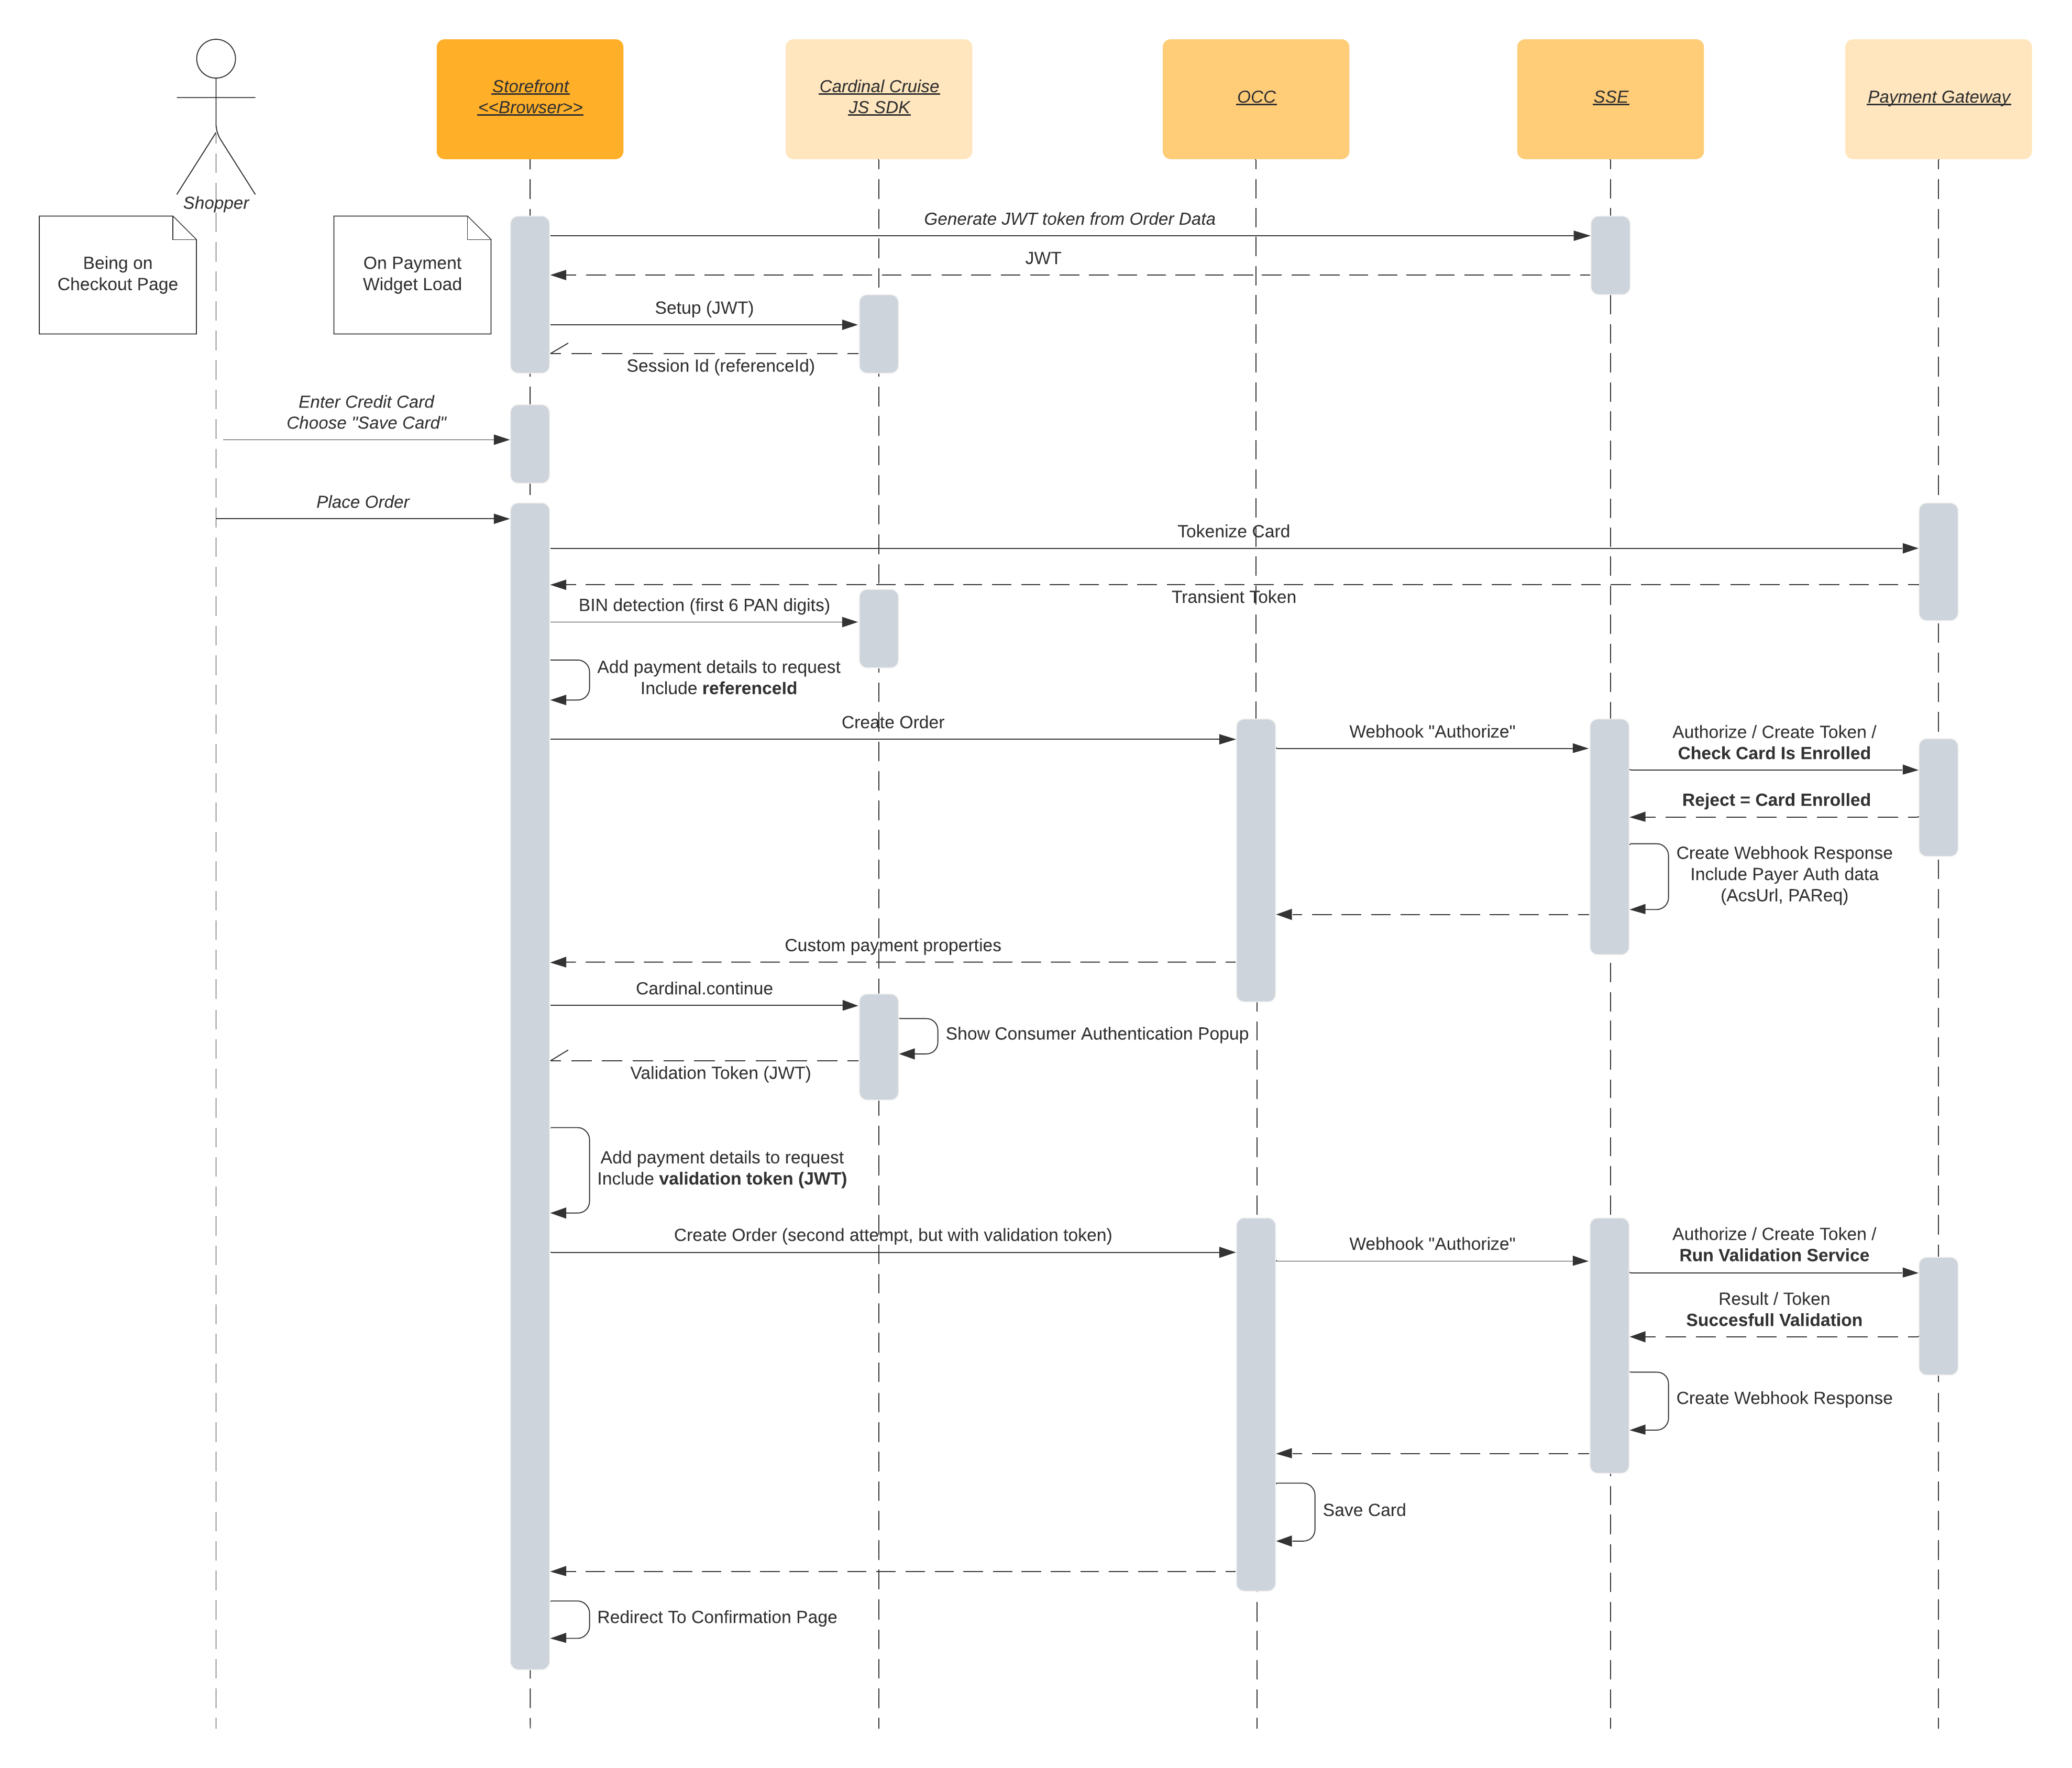 Storefront
<<Browser>>
Cardinal Cruise
JS SDK
OCC
SSE
Payment Gateway
Shopper
Being on
Checkout Page
On Payment
Widget Load
Generate JWT token from Order Data
JWT
Setup (JWT)
Session Id (referenceId)
Enter Credit Card
Choose "Save Card"
Place Order
Tokenize Card
Transient Token
BIN detection (first 6 PAN digits)
Add payment details to request
Include referenceId
Create Order
Webhook "Authorize"
Authorize / Create Token /
Check Card Is Enrolled
Reject = Card Enrolled
Create Webhook Response
Include Payer Auth data
(AcsUrl, PAReq)
Custom payment properties
Cardinal.continue
Show Consumer Authentication Popup
Validation Token (JWT)
Add payment details to request
Include validation token (JWT)
Create Order (second attempt, but with validation token)
Webhook "Authorize"
Authorize / Create Token /
Run Validation Service
Result / Token
Succesfull Validation
Create Webhook Response
Save Card
Redirect To Confirmation Page